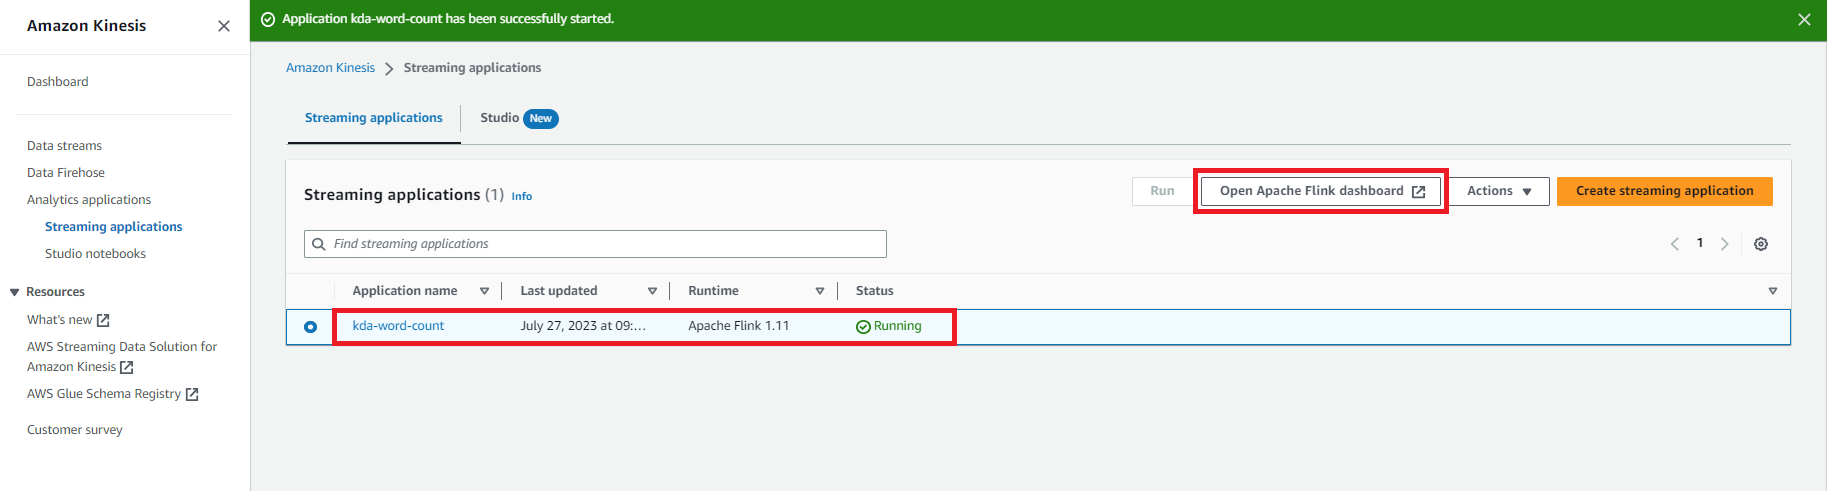 Amazon Kinesis
Application kda-word-count has been successfully started.
Dashboard
Data streams
Data Firehose
Analytics applications
Streaming applications
Studio notebooks
Resources
What's new
AWS Streaming Data Solution for
Amazon Kinesis
AWS Glue Schema Registry
Customer survey
Amazon Kinesis > Streaming applications
Streaming applications Studio New
Streaming applications (1) Info
Run Open Apache Flink dashboard Actions Create streaming application
Find streaming applications
1
Application name Last updated Runtime Status
kda-word-count July 27, 2023 at 09:... Apache Flink 1.11 Running